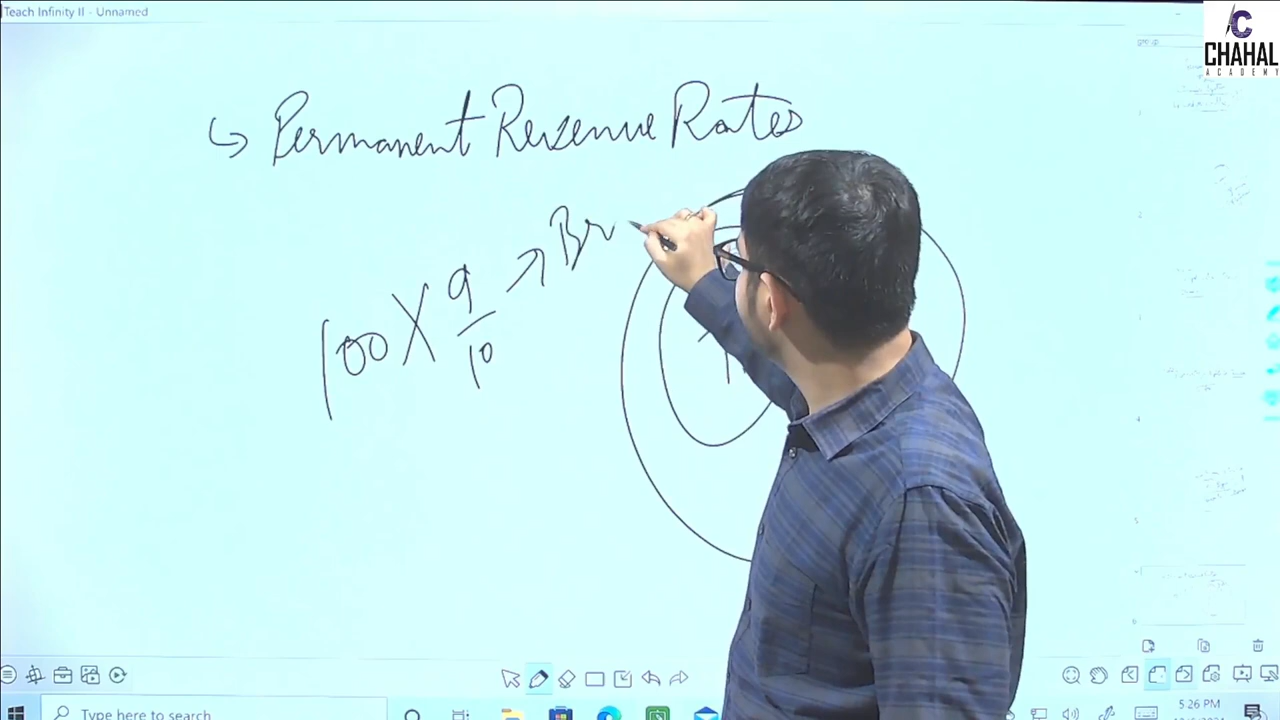 Teach Infinity II - Unnamed
C
CHAHAL
ACADEMY
↳ Permanent Revenue Rates
100 X 9/10 → Br
Type here to search
5:26 PM